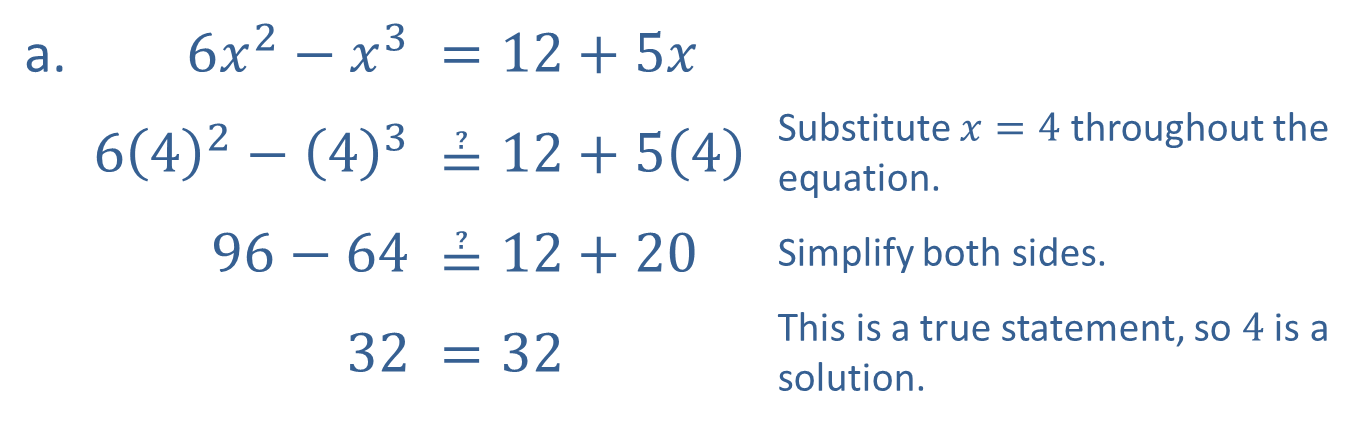 a. 6x² − x³ = 12 + 5x
6(4)² − (4)³ ≟ 12 + 5(4) Substitute x = 4 throughout the
equation.
96 − 64 ≟ 12 + 20 Simplify both sides.
32 = 32 This is a true statement, so 4 is a
solution.